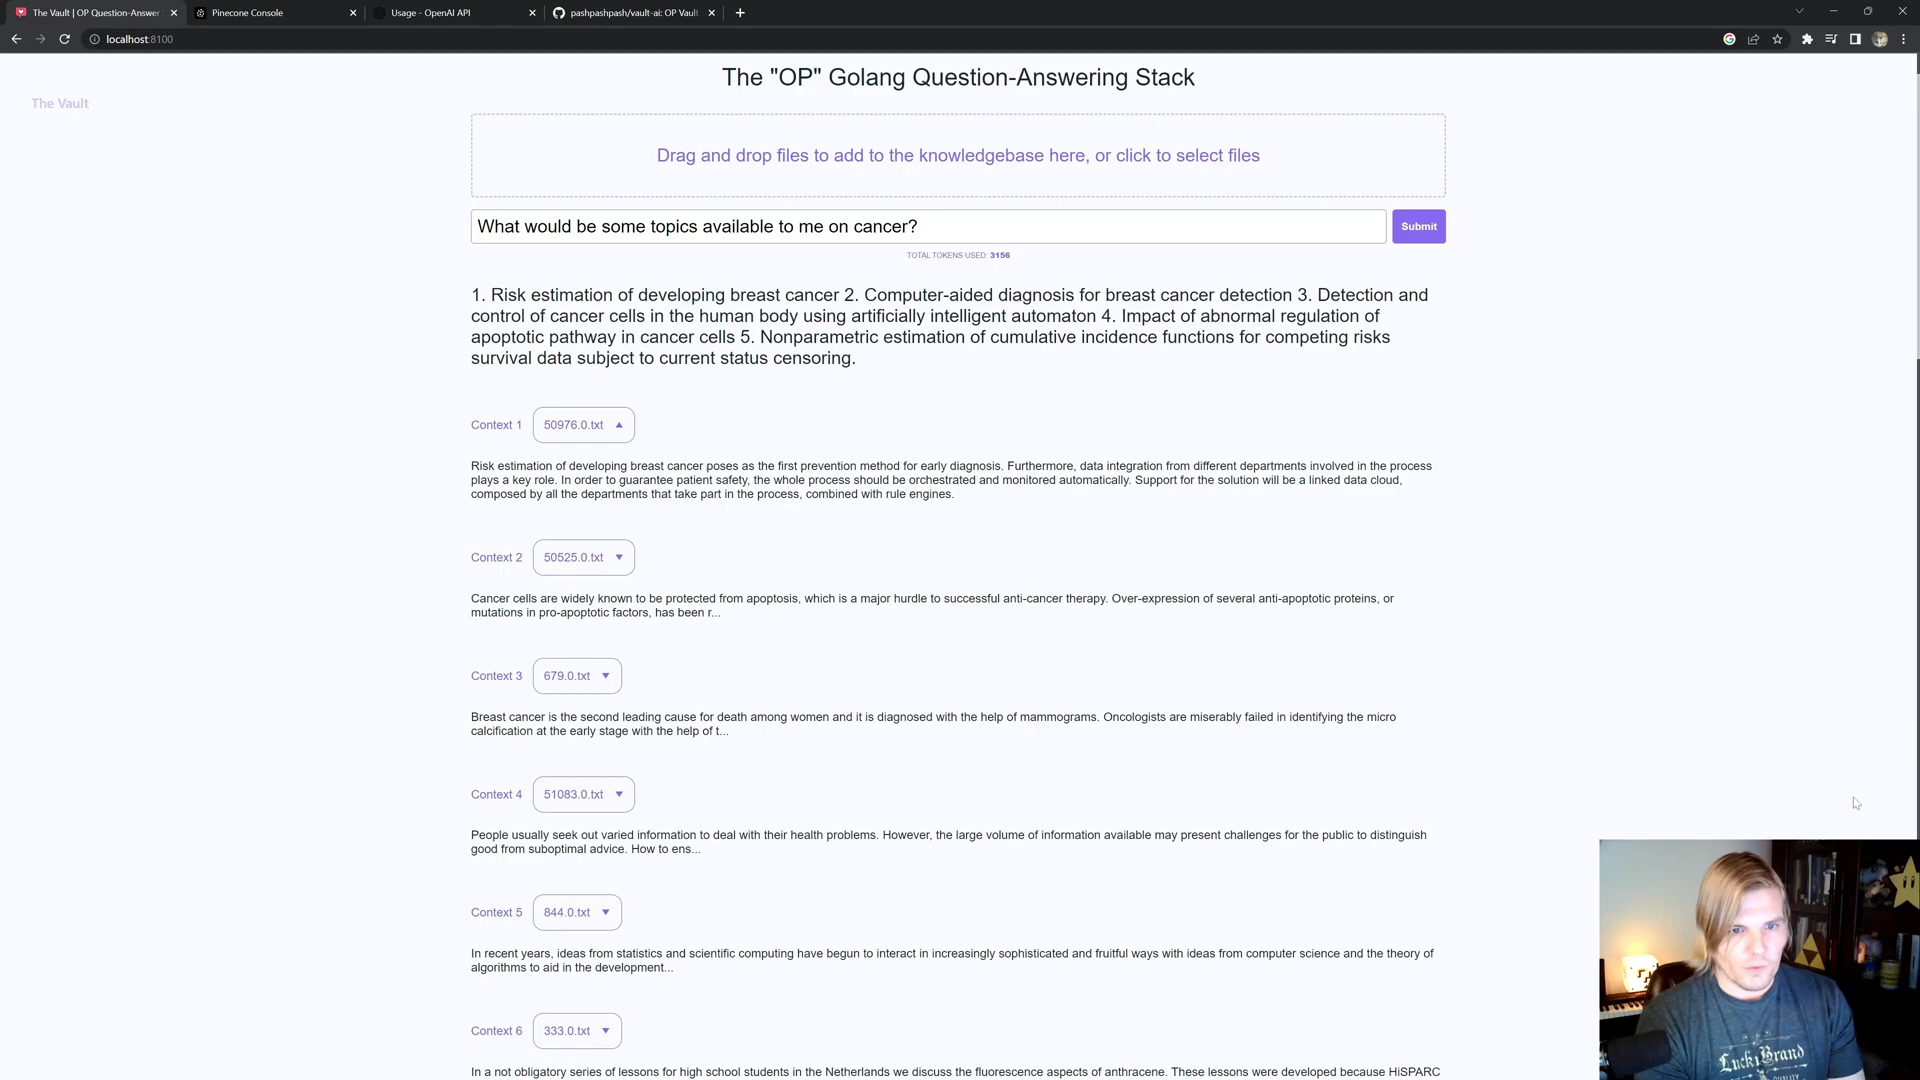 The Vault | OP Question-Answer
Pinecone Console
Usage - OpenAI API
pashpashpash/vault-ai: OP Vault
localhost:8100
The "OP" Golang Question-Answering Stack
The Vault
Drag and drop files to add to the knowledgebase here, or click to select files
What would be some topics available to me on cancer?
Submit
TOTAL TOKENS USED: 3156
1. Risk estimation of developing breast cancer 2. Computer-aided diagnosis for breast cancer detection 3. Detection and
control of cancer cells in the human body using artificially intelligent automaton 4. Impact of abnormal regulation of
apoptotic pathway in cancer cells 5. Nonparametric estimation of cumulative incidence functions for competing risks
survival data subject to current status censoring.
Context 1 50976.0.txt
Risk estimation of developing breast cancer poses as the first prevention method for early diagnosis. Furthermore, data integration from different departments involved in the process
plays a key role. In order to guarantee patient safety, the whole process should be orchestrated and monitored automatically. Support for the solution will be a linked data cloud,
composed by all the departments that take part in the process, combined with rule engines.
Context 2 50525.0.txt
Cancer cells are widely known to be protected from apoptosis, which is a major hurdle to successful anti-cancer therapy. Over-expression of several anti-apoptotic proteins, or
mutations in pro-apoptotic factors, has been r...
Context 3 679.0.txt
Breast cancer is the second leading cause for death among women and it is diagnosed with the help of mammograms. Oncologists are miserably failed in identifying the micro
calcification at the early stage with the help of t...
Context 4 51083.0.txt
People usually seek out varied information to deal with their health problems. However, the large volume of information available may present challenges for the public to distinguish
good from suboptimal advice. How to ens...
Context 5 844.0.txt
In recent years, ideas from statistics and scientific computing have begun to interact in increasingly sophisticated and fruitful ways with ideas from computer science and the theory of
algorithms to aid in the development...
Context 6 333.0.txt
In a not obligatory series of lessons for high school students in the Netherlands we discuss the fluorescence aspects of anthracene. These lessons were developed because HiSPARC
Lucky Brand